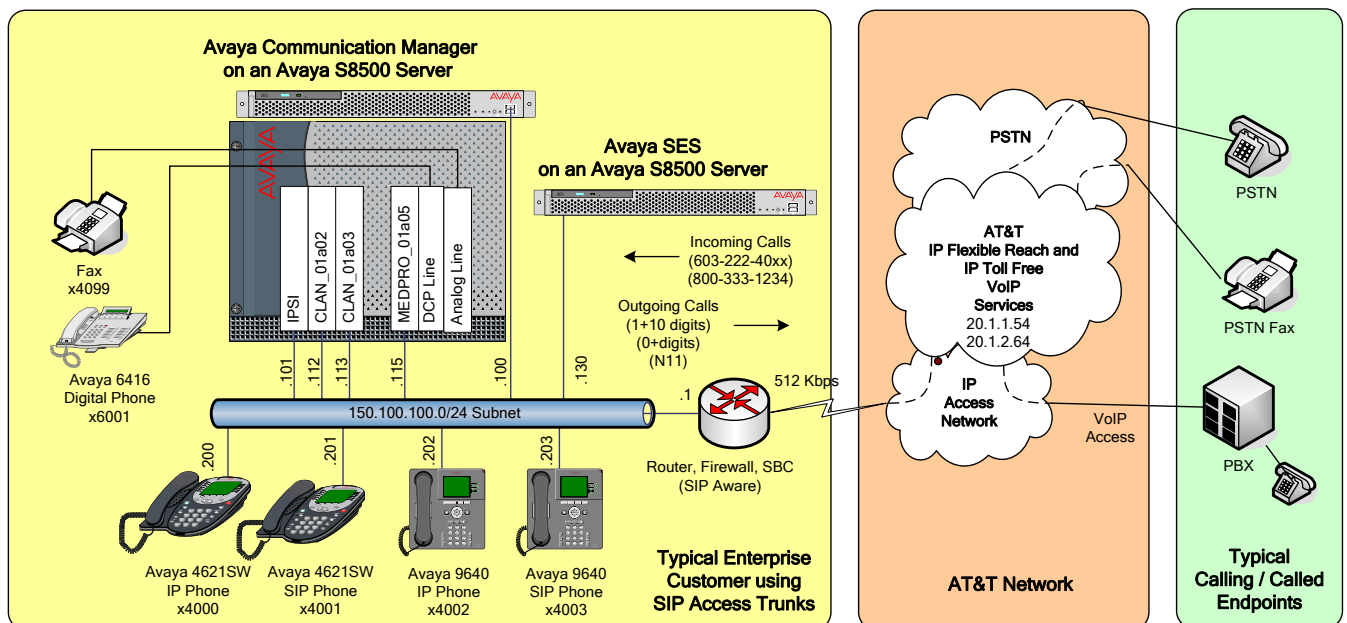 Avaya Communication Manager
on an Avaya S8500 Server
AVAYA
AVAYA
IPSI
CLAN_01a02
CLAN_01a03
MEDPRO_01a05
DCP Line
Analog Line
Fax
x4099
Avaya 6416
Digital Phone
x6001
Avaya SES
on an Avaya S8500 Server
AVAYA
Incoming Calls
(603-222-40xx)
(800-333-1234)
Outgoing Calls
(1+10 digits)
(0+digits)
(N11)
.101
.112
.113
.115
.100
.130
150.100.100.0/24 Subnet
.1
512 Kbps
Router, Firewall, SBC
(SIP Aware)
.200
.201
.202
.203
Avaya 4621SW
IP Phone
x4000
Avaya 4621SW
SIP Phone
x4001
Avaya 9640
IP Phone
x4002
Avaya 9640
SIP Phone
x4003
Typical Enterprise
Customer using
SIP Access Trunks
PSTN
AT&T
IP Flexible Reach and
IP Toll Free
VoIP
Services
20.1.1.54
20.1.2.64
IP
Access
Network
AT&T Network
VoIP
Access
PSTN
PSTN Fax
PBX
Typical
Calling / Called
Endpoints